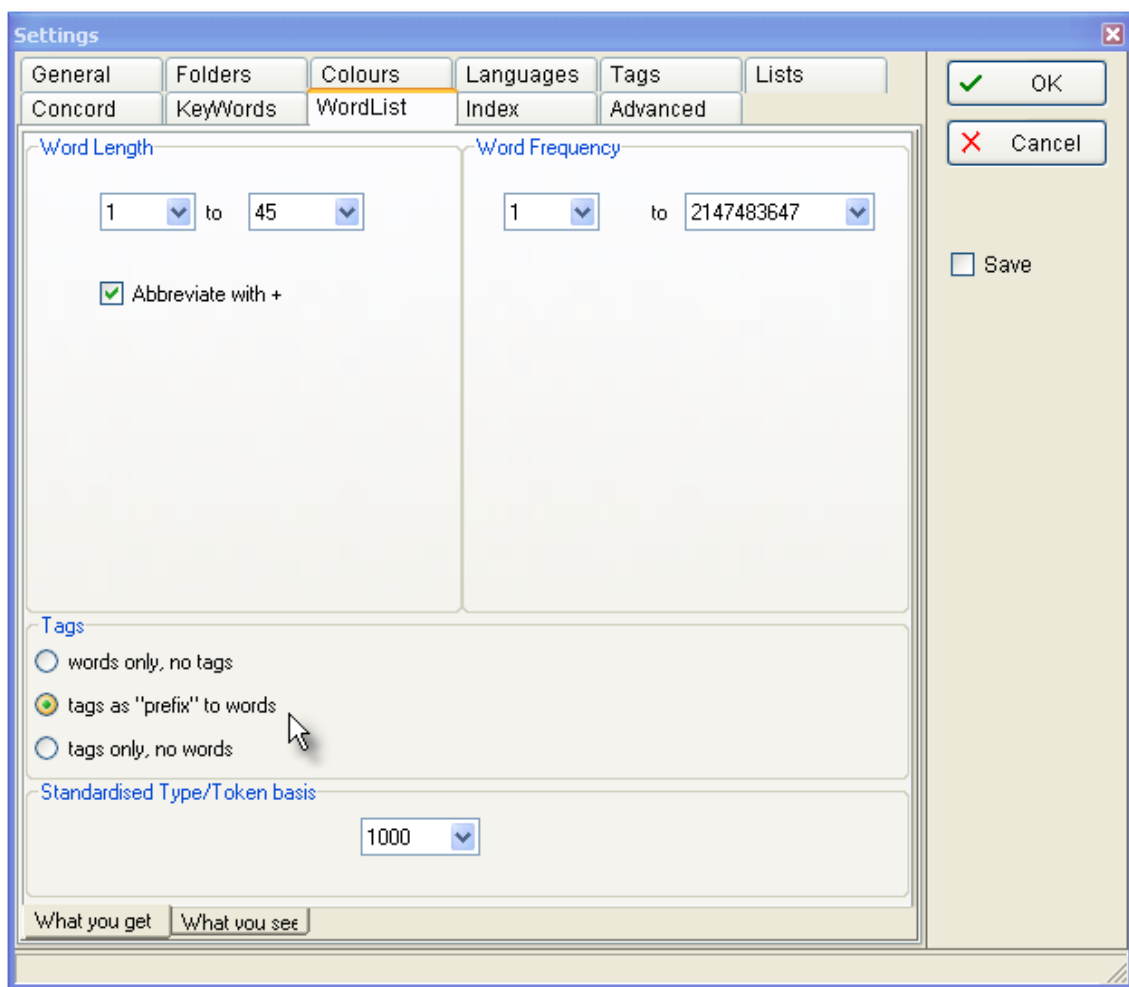 Settings
General Folders Colours Languages Tags Lists
Concord KeyWords WordList Index Advanced
OK
Cancel
Save
Word Length
1 to 45
Abbreviate with +
Word Frequency
1 to 2147483647
Tags
words only, no tags
tags as "prefix" to words
tags only, no words
Standardised Type/Token basis
1000
What you get What you see